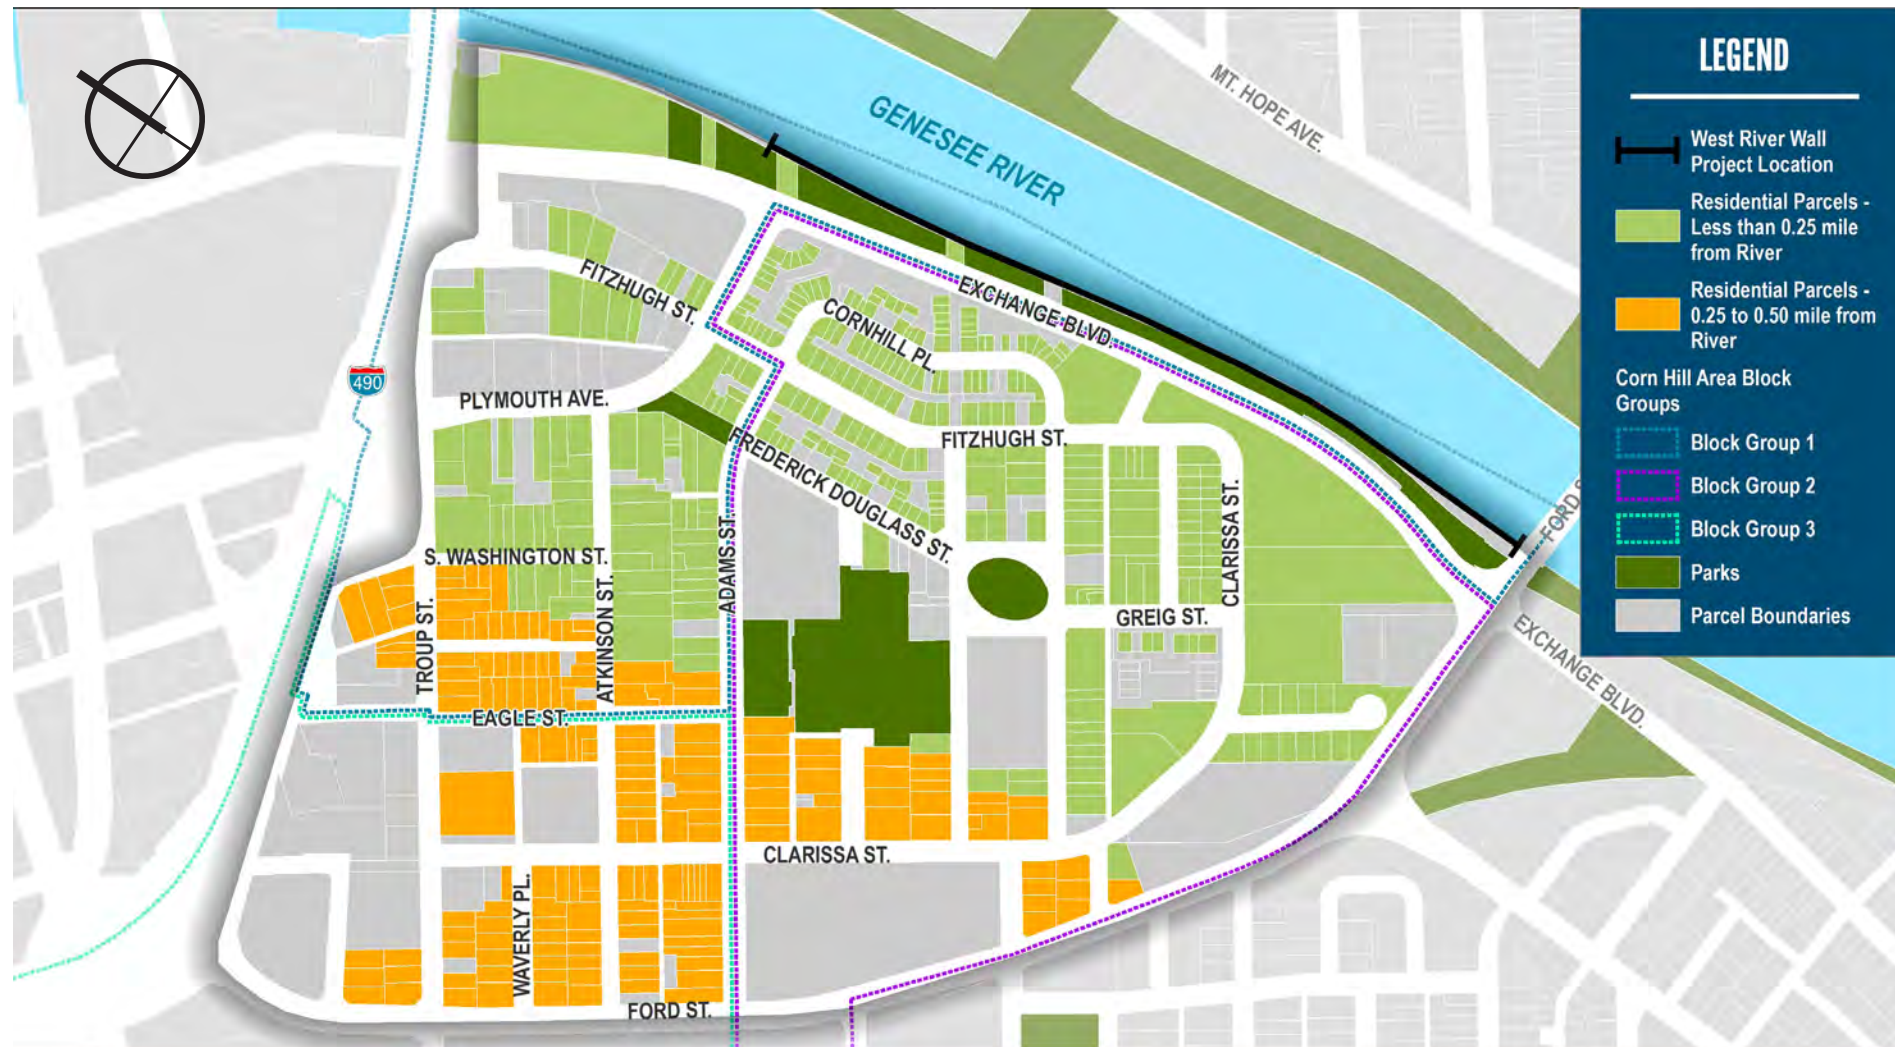 LEGEND
West River Wall
Project Location
Residential Parcels -
Less than 0.25 mile
from River
Residential Parcels -
0.25 to 0.50 mile from
River
Corn Hill Area Block
Groups
Block Group 1
Block Group 2
Block Group 3
Parks
Parcel Boundaries
MT. HOPE AVE.
GENESEE RIVER
FITZHUGH ST.
EXCHANGE BLVD.
CORNHILL PL.
490
PLYMOUTH AVE.
FITZHUGH ST.
FREDERICK DOUGLASS ST.
CLARISSA ST.
FORD S
S. WASHINGTON ST.
ADAMS ST.
ATKINSON ST.
TROUP ST.
GREIG ST.
EXCHANGE BLVD.
EAGLE ST.
CLARISSA ST.
WAVERLY PL.
FORD ST.